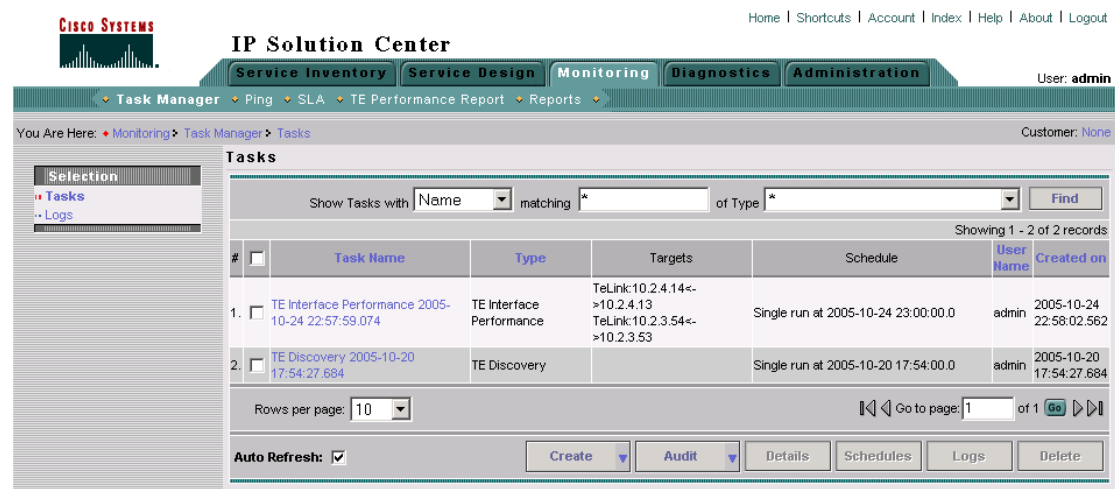 CISCO SYSTEMS
Home | Shortcuts | Account | Index | Help | About | Logout
IP Solution Center
Service Inventory Service Design Monitoring Diagnostics Administration
User: admin
Task Manager Ping SLA TE Performance Report Reports
You Are Here: Monitoring Task Manager Tasks
Customer: None
Tasks
Selection
Tasks
Logs
Show Tasks with Name matching * of Type * Find
Showing 1 - 2 of 2 records
# Task Name Type Targets Schedule User Name Created on
1. TE Interface Performance 2005-10-24 22:57:59.074 TE Interface Performance TeLink:10.2.4.14<->10.2.4.13 TeLink:10.2.3.54<->10.2.3.53 Single run at 2005-10-24 23:00:00.0 admin 2005-10-24 22:58:02.562
2. TE Discovery 2005-10-20 17:54:27.684 TE Discovery Single run at 2005-10-20 17:54:00.0 admin 2005-10-20 17:54:27.684
Rows per page: 10 Go to page: 1 of 1 Go
Auto Refresh: Create Audit Details Schedules Logs Delete